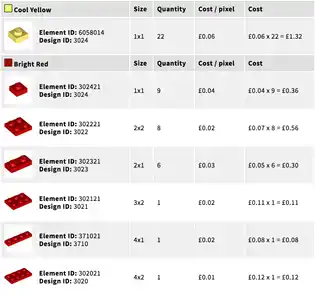 Cool Yellow Size Quantity Cost / pixel Cost
Element ID: 6058014
Design ID: 3024
1x1 22 £0.06 £0.06 x 22 = £1.32
Bright Red Size Quantity Cost / pixel Cost
Element ID: 302421
Design ID: 3024
1x1 9 £0.04 £0.04 x 9 = £0.36
Element ID: 302221
Design ID: 3022
2x2 8 £0.02 £0.07 x 8 = £0.56
Element ID: 302321
Design ID: 3023
2x1 6 £0.03 £0.05 x 6 = £0.30
Element ID: 302121
Design ID: 3021
3x2 1 £0.02 £0.11 x 1 = £0.11
Element ID: 371021
Design ID: 3710
4x1 1 £0.02 £0.08 x 1 = £0.08
Element ID: 302021
Design ID: 3020
4x2 1 £0.01 £0.12 x 1 = £0.12